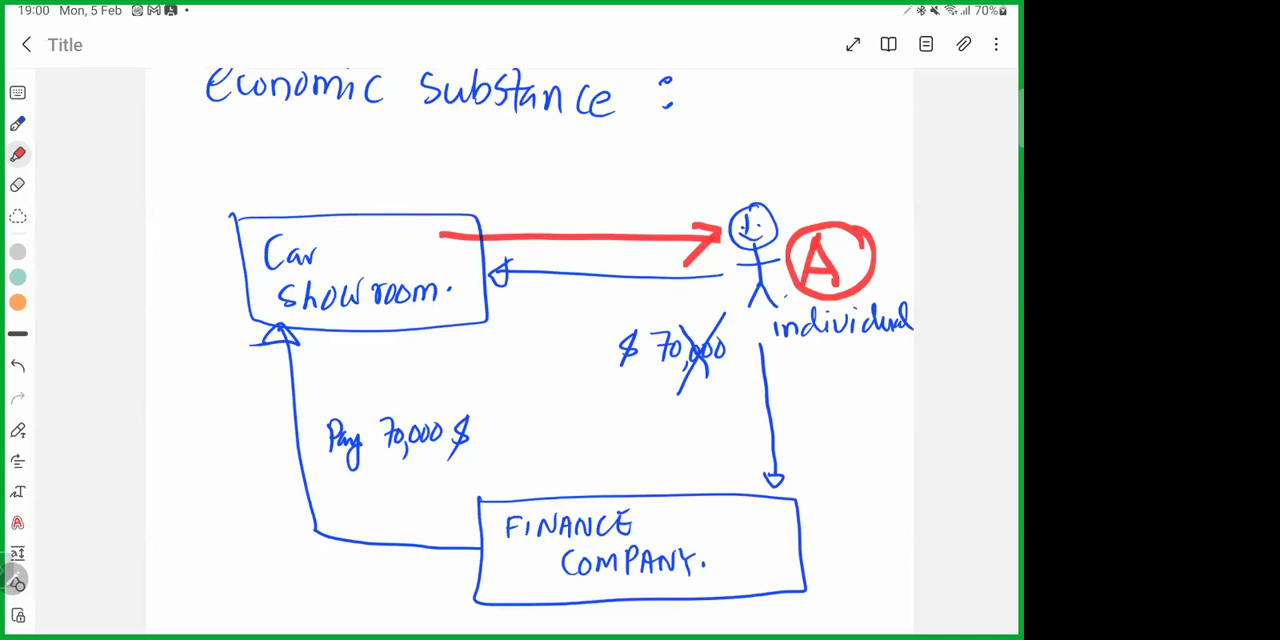 19:00 Mon, 5 Feb
70%
Title
Economic substance :
Car
showroom.
A
individual
$ 70,000
Pay 70,000 $
FINANCE
COMPANY.